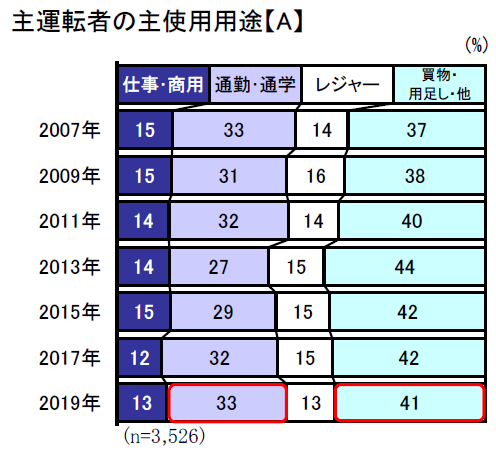 主運転者の主使用用途【A】
(%)
仕事・商用 通勤・通学 レジャー 買物・
用足し・他
2007年 15 33 14 37
2009年 15 31 16 38
2011年 14 32 14 40
2013年 14 27 15 44
2015年 15 29 15 42
2017年 12 32 15 42
2019年 13 33 13 41
(n=3,526)